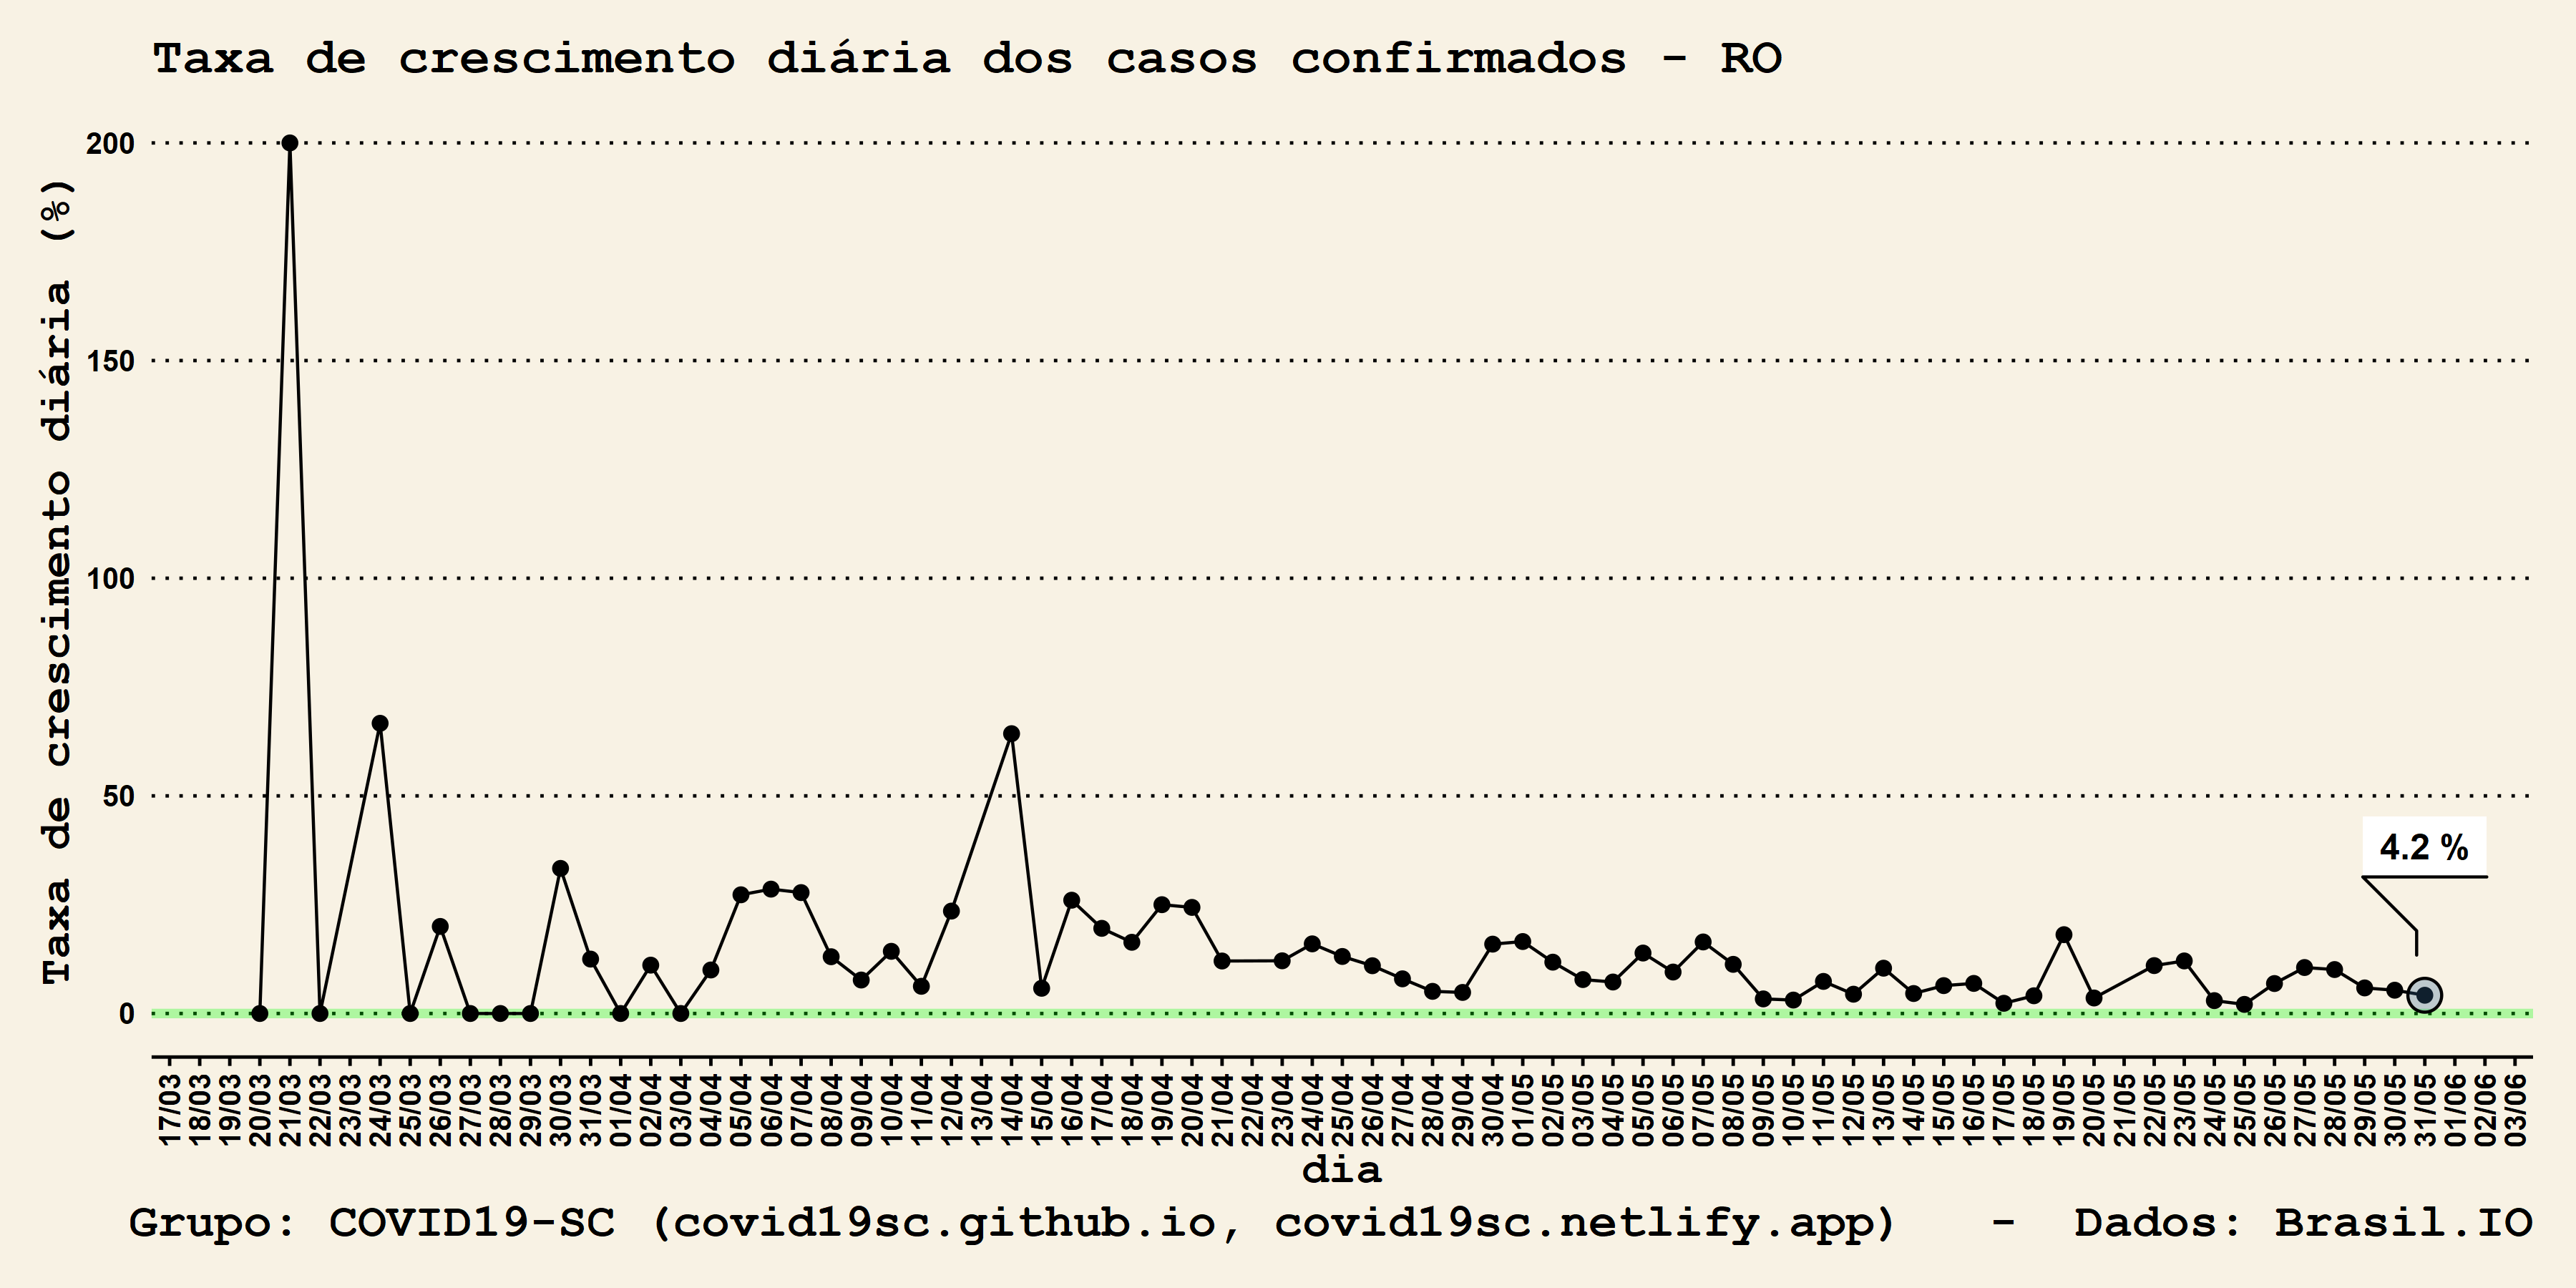 Taxa de crescimento diária dos casos confirmados - RO
Taxa de crescimento diária (%)
200
150
100
50
0
4.2 %
17/03 18/03 19/03 20/03 21/03 22/03 23/03 24/03 25/03 26/03 27/03 28/03 29/03 30/03 31/03 01/04 02/04 03/04 04/04 05/04 06/04 07/04 08/04 09/04 10/04 11/04 12/04 13/04 14/04 15/04 16/04 17/04 18/04 19/04 20/04 21/04 22/04 23/04 24/04 25/04 26/04 27/04 28/04 29/04 30/04 01/05 02/05 03/05 04/05 05/05 06/05 07/05 08/05 09/05 10/05 11/05 12/05 13/05 14/05 15/05 16/05 17/05 18/05 19/05 20/05 21/05 22/05 23/05 24/05 25/05 26/05 27/05 28/05 29/05 30/05 31/05 01/06 02/06 03/06
dia
Grupo: COVID19-SC (covid19sc.github.io, covid19sc.netlify.app) - Dados: Brasil.IO